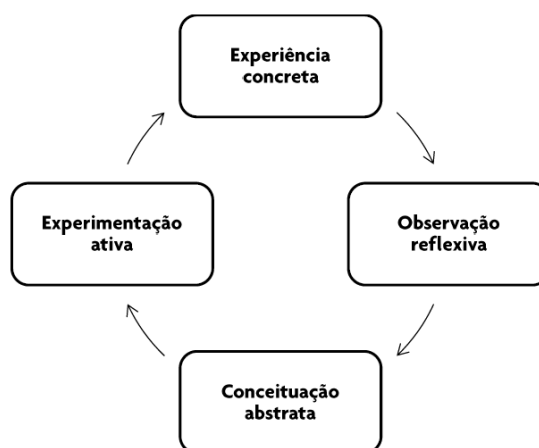 Experiência
concreta
Experimentação
ativa
Observação
reflexiva
Conceituação
abstrata